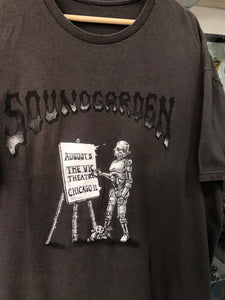 SOUNDGARDEN
AUGUST 8
THE VIC
THEATRE
CHICAGO IL